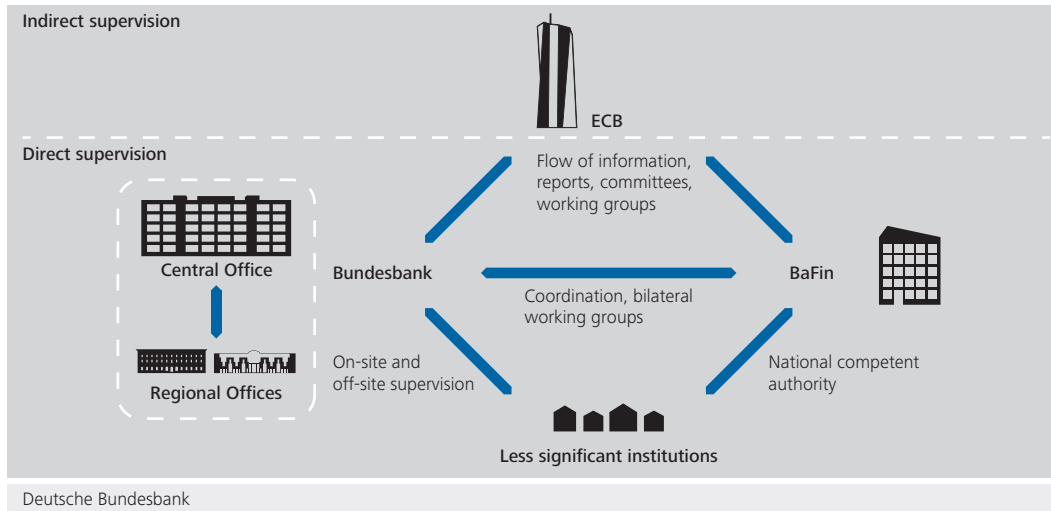 Indirect supervision
ECB
Direct supervision
Flow of information,
reports, committees,
working groups
Central Office
Bundesbank
BaFin
Coordination, bilateral
working groups
On-site and
off-site supervision
National competent
authority
Regional Offices
Less significant institutions
Deutsche Bundesbank